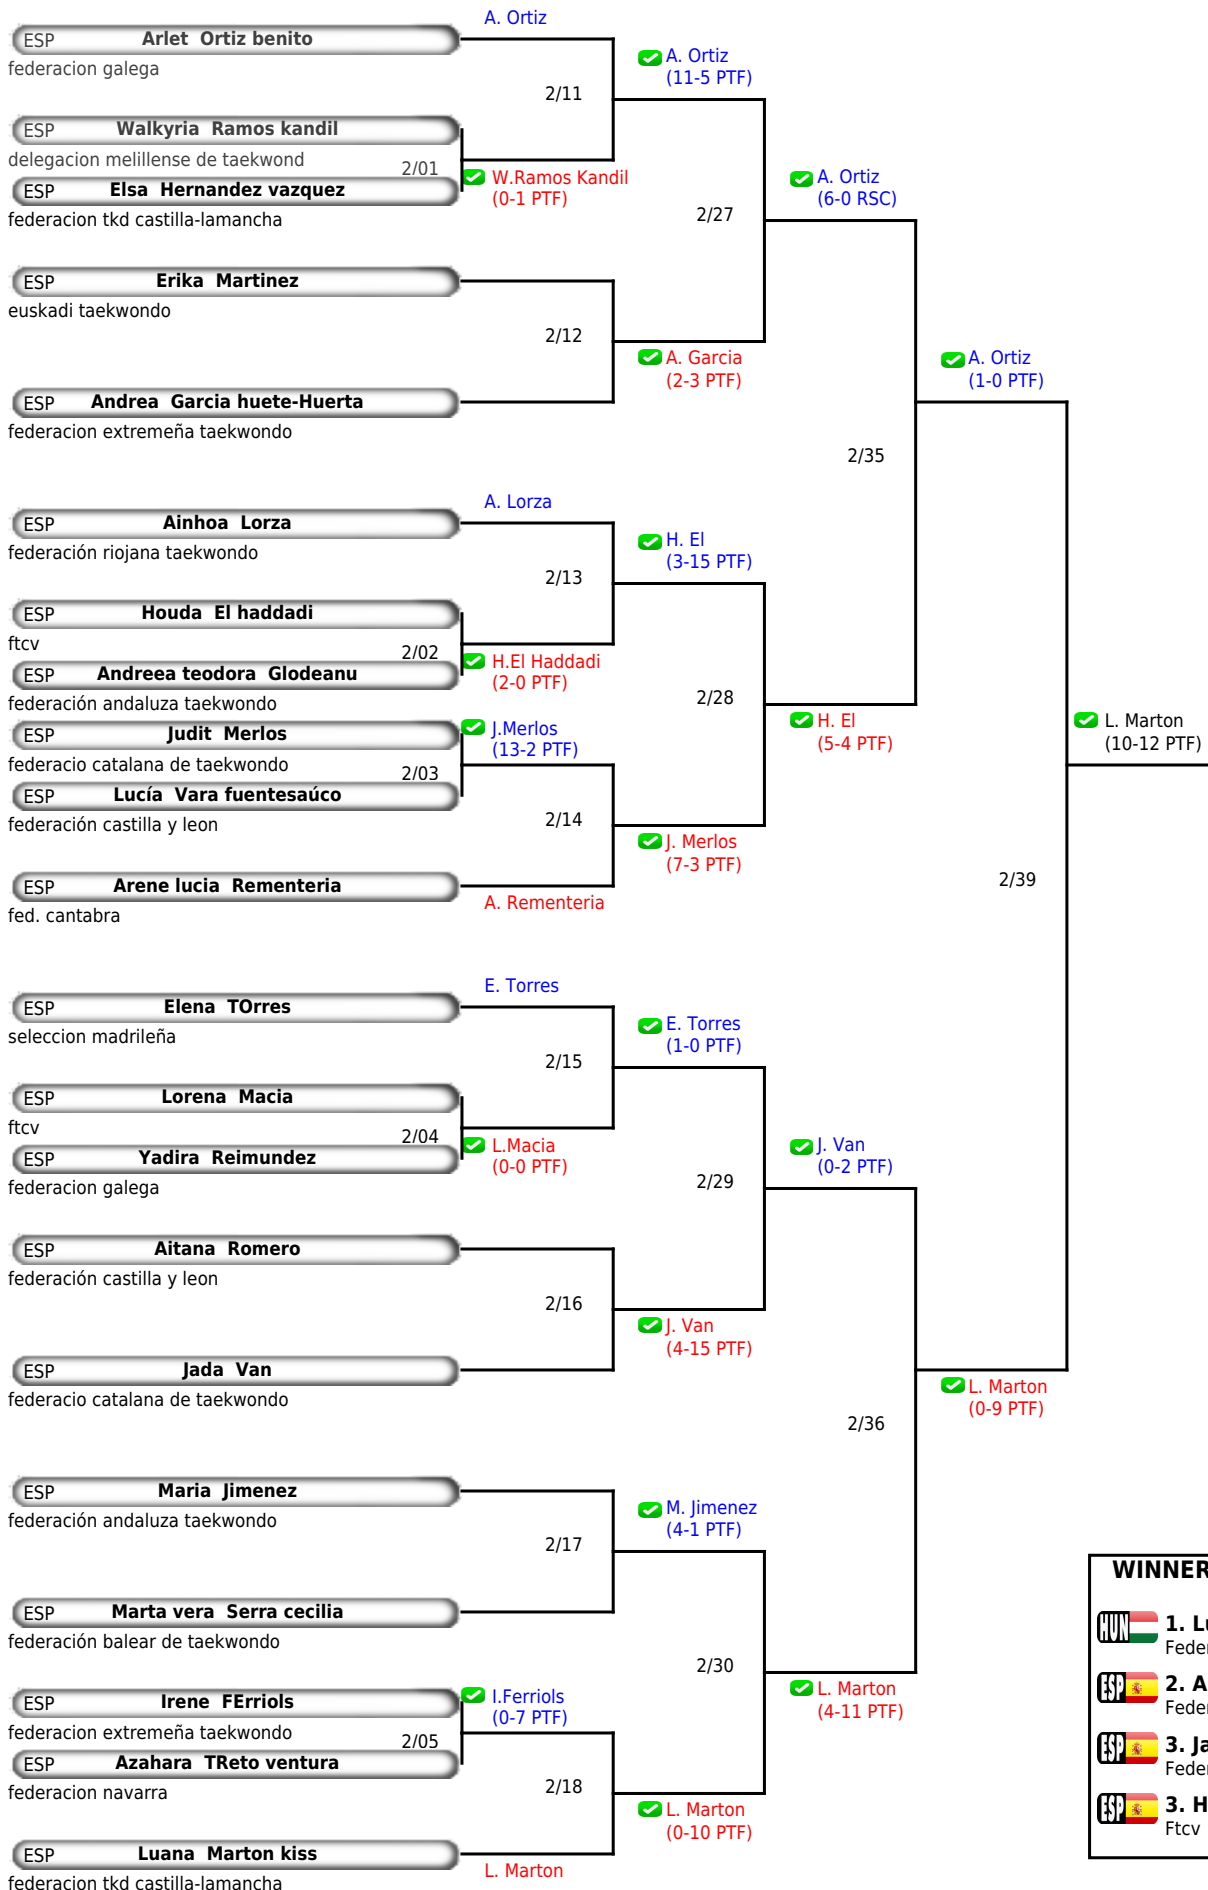 A. Ortiz
ESP Arlet Ortiz benito
federacion galega
A. Ortiz
(11-5 PTF)
2/11
ESP Walkyria Ramos kandil
delegacion melillense de taekwond
2/01
W.Ramos Kandil
(0-1 PTF)
ESP Elsa Hernandez vazquez
federacion tkd castilla-lamancha
A. Ortiz
(6-0 RSC)
2/27
ESP Erika Martinez
euskadi taekwondo
2/12
A. Garcia
(2-3 PTF)
A. Ortiz
(1-0 PTF)
ESP Andrea Garcia huete-Huerta
federacion extremeña taekwondo
2/35
A. Lorza
ESP Ainhoa Lorza
federación riojana taekwondo
H. El
(3-15 PTF)
2/13
ESP Houda El haddadi
ftcv
2/02
H.El Haddadi
(2-0 PTF)
ESP Andreea teodora Glodeanu
federación andaluza taekwondo
2/28
H. El
(5-4 PTF)
L. Marton
(10-12 PTF)
ESP Judit Merlos
federacio catalana de taekwondo
J.Merlos
(13-2 PTF)
2/03
ESP Lucía Vara fuentesaúco
federación castilla y leon
2/14
J. Merlos
(7-3 PTF)
ESP Arene lucia Rementeria
fed. cantabra
A. Rementeria
2/39
E. Torres
ESP Elena TOrres
seleccion madrileña
E. Torres
(1-0 PTF)
2/15
ESP Lorena Macia
ftcv
2/04
L.Macia
(0-0 PTF)
ESP Yadira Reimundez
federacion galega
J. Van
(0-2 PTF)
2/29
ESP Aitana Romero
federación castilla y leon
2/16
J. Van
(4-15 PTF)
ESP Jada Van
federacio catalana de taekwondo
L. Marton
(0-9 PTF)
2/36
ESP Maria Jimenez
federación andaluza taekwondo
M. Jimenez
(4-1 PTF)
2/17
ESP Marta vera Serra cecilia
federación balear de taekwondo
2/30
L. Marton
(4-11 PTF)
ESP Irene FErriols
federacion extremeña taekwondo
I.Ferriols
(0-7 PTF)
2/05
ESP Azahara TReto ventura
federacion navarra
2/18
L. Marton
(0-10 PTF)
ESP Luana Marton kiss
federacion tkd castilla-lamancha
L. Marton
WINNER
HUN 1. Lu
Feder
ESP 2. A
Feder
ESP 3. Ja
Feder
ESP 3. H
Ftcv